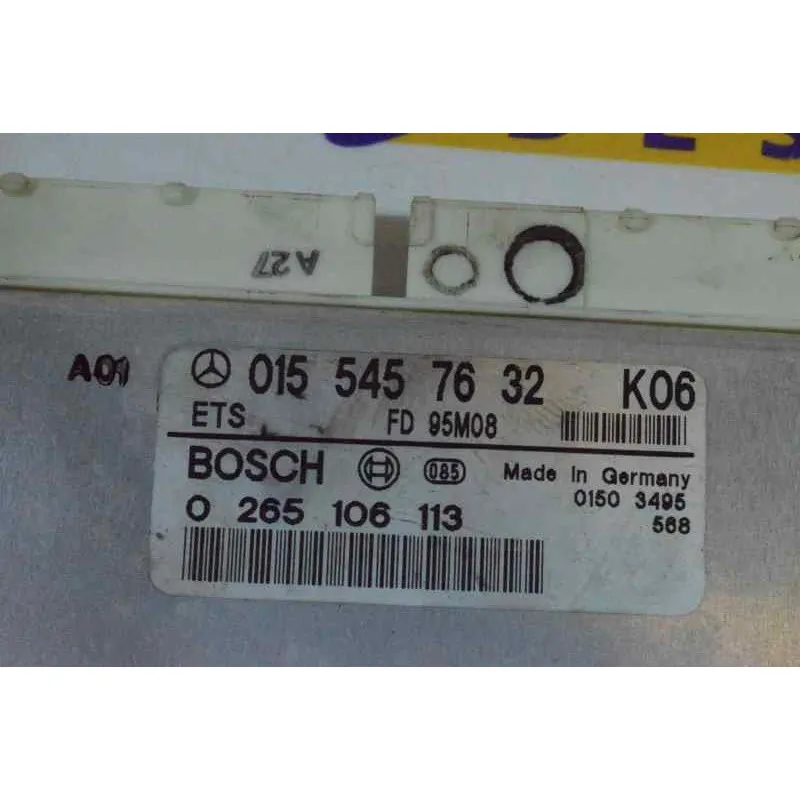 A27
A01
015 545 76 32 K06
ETS FD 95M08
BOSCH 085 Made In Germany
0 265 106 113 0150 3495
568